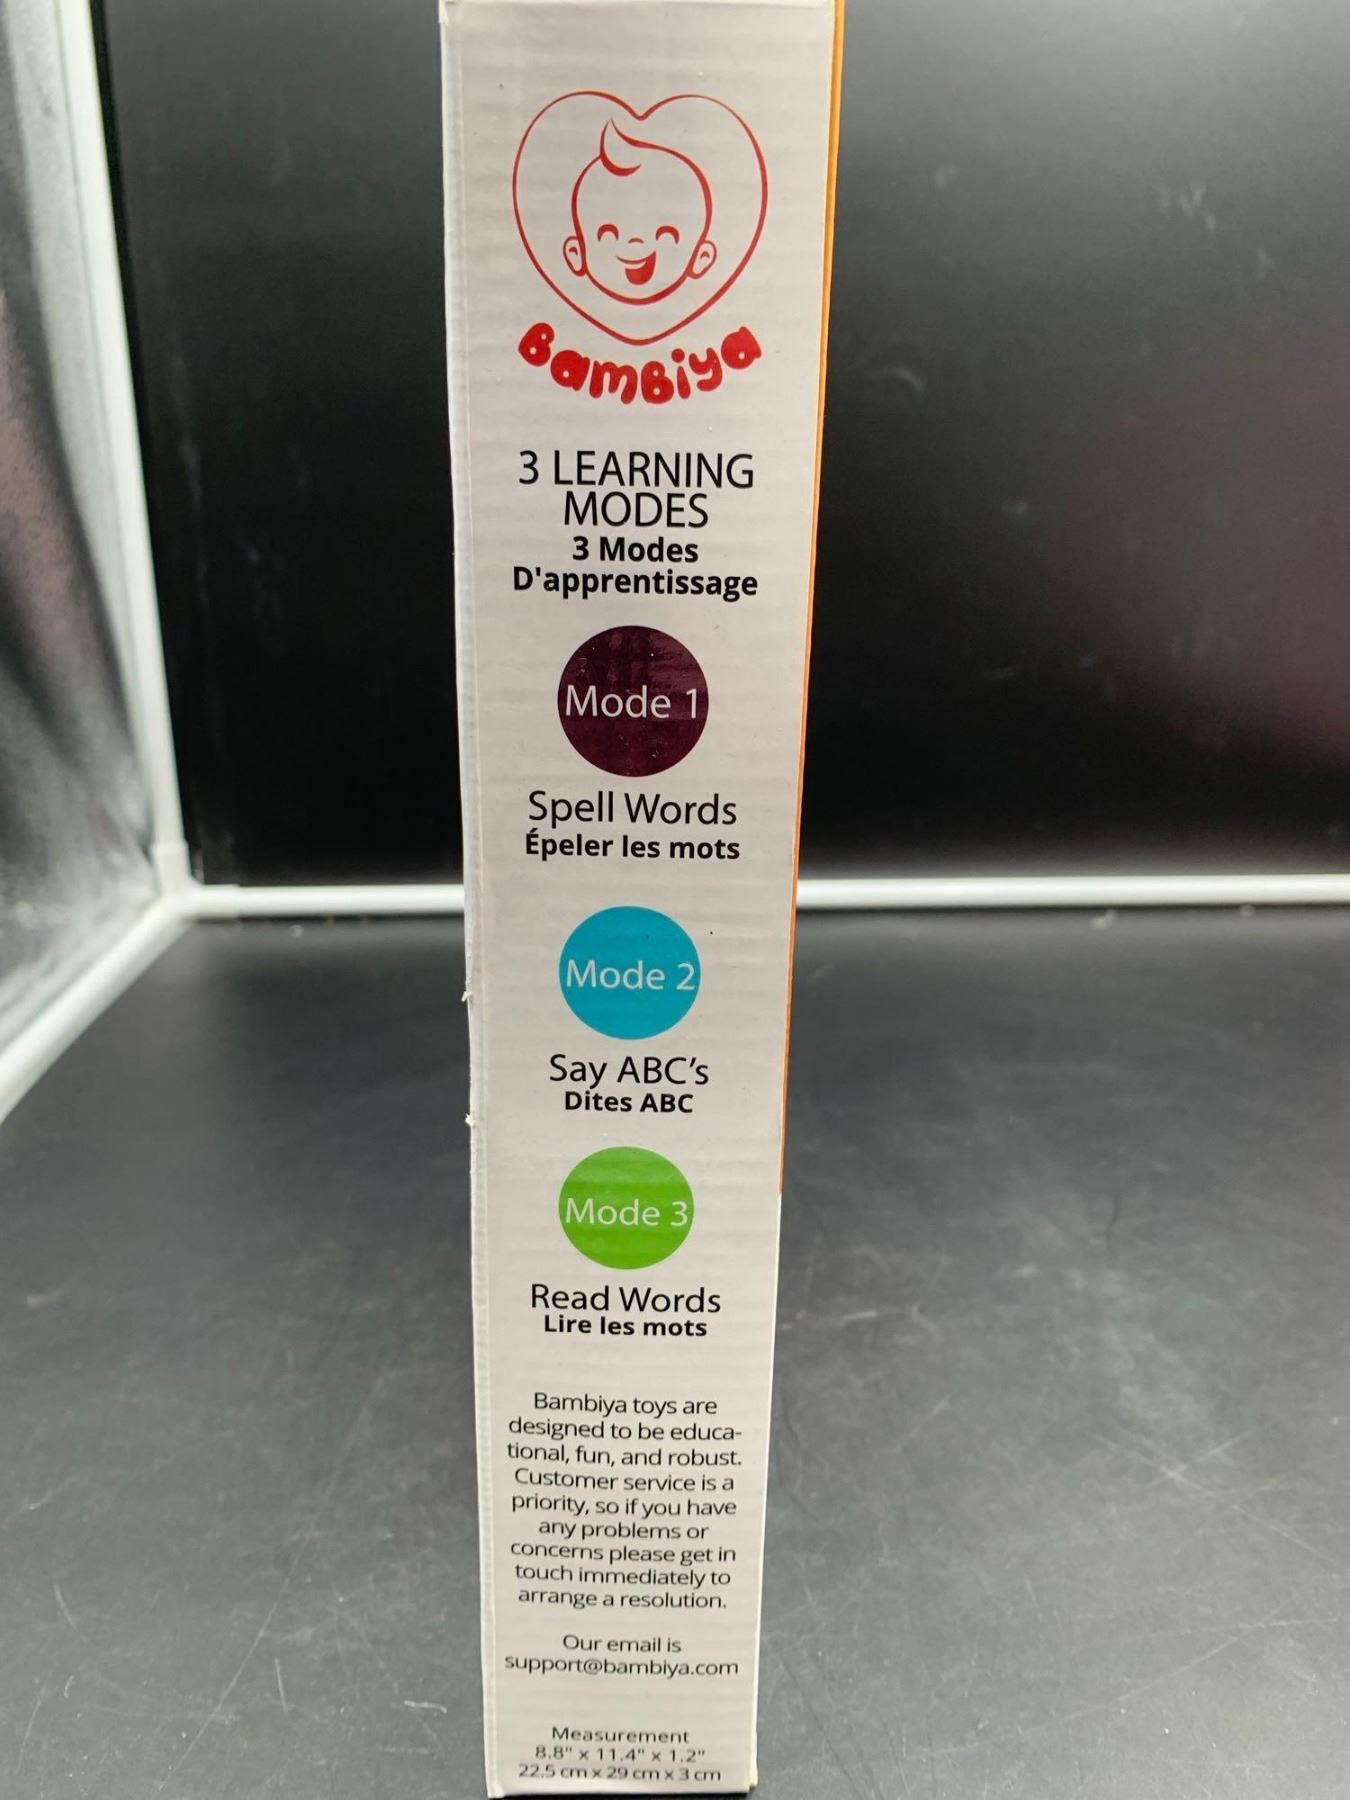 Bambiya
3 LEARNING
MODES
3 Modes
D'apprentissage
Mode 1
Spell Words
Épeler les mots
Mode 2
Say ABC’s
Dites ABC
Mode 3
Read Words
Lire les mots
Bambiya toys are
designed to be educa-
tional, fun, and robust.
Customer service is a
priority, so if you have
any problems or
concerns please get in
touch immediately to
arrange a resolution.
Our email is
support@bambiya.com
Measurement
8.8" x 11.4" x 1.2"
22.5 cm x 29 cm x 3 cm